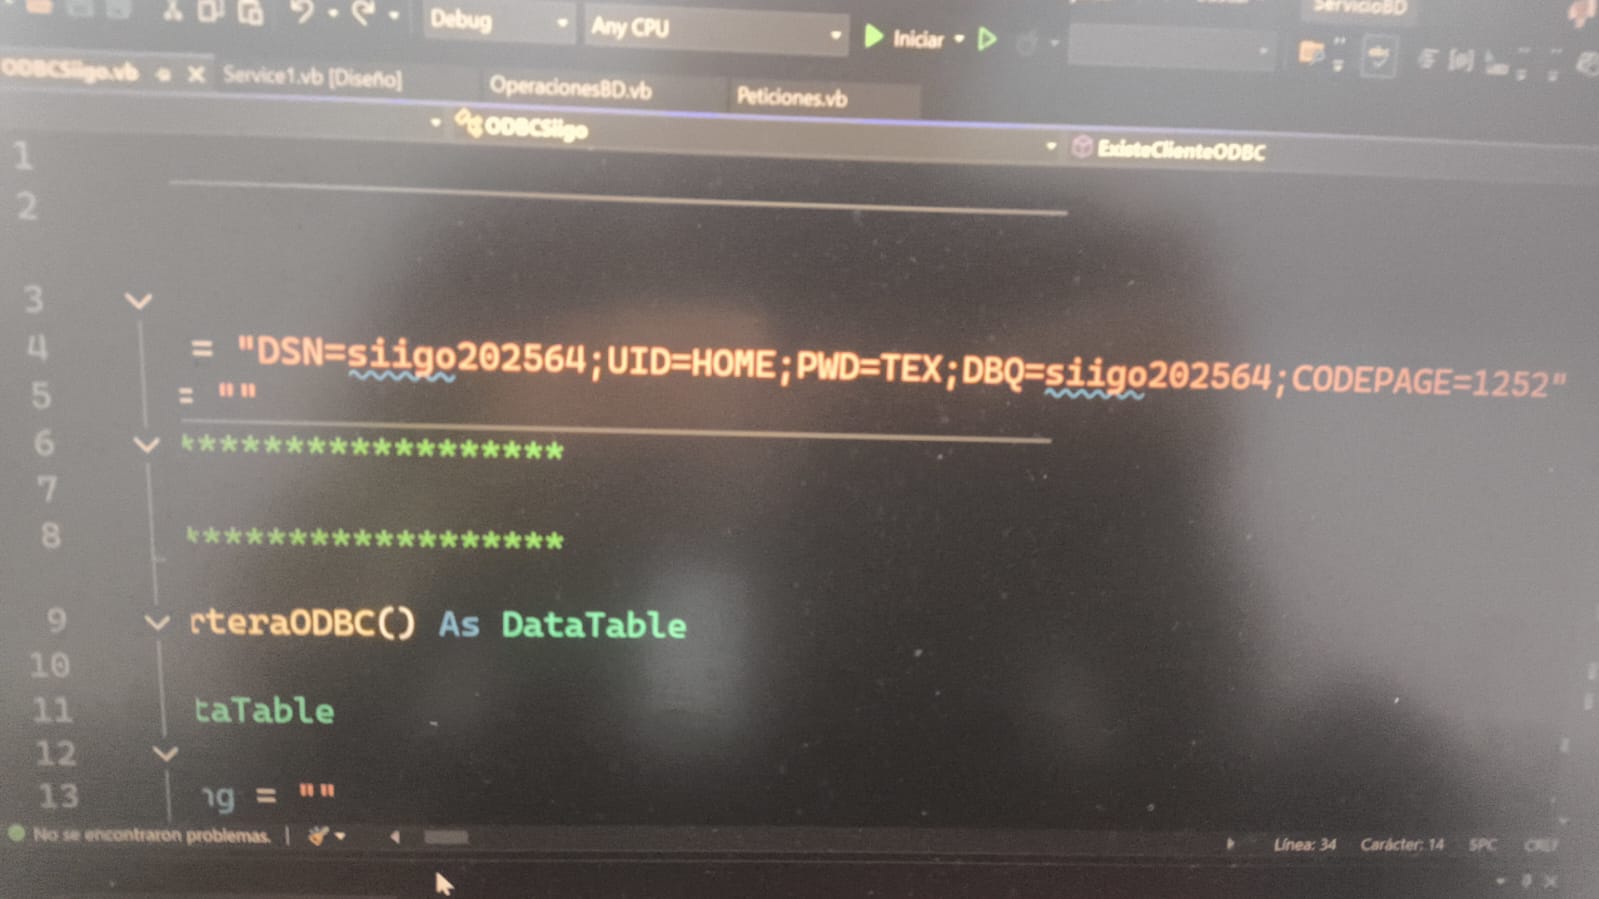 ServicioBD
Debug Any CPU Iniciar
ODBCSiigo.vb Service1.vb [Diseño] OperacionesBD.vb Peticiones.vb
ODBCSiigo ExisteClienteODBC
1
2
3
4 = "DSN=siigo202564;UID=HOME;PWD=TEX;DBQ=siigo202564;CODEPAGE=1252"
5 = ""
6 ******************
7
8 ******************
9 rteraODBC() As DataTable
10
11 taTable
12
13 ng = ""
No se encontraron problemas. Línea: 34 Carácter: 14 SPC CRLF